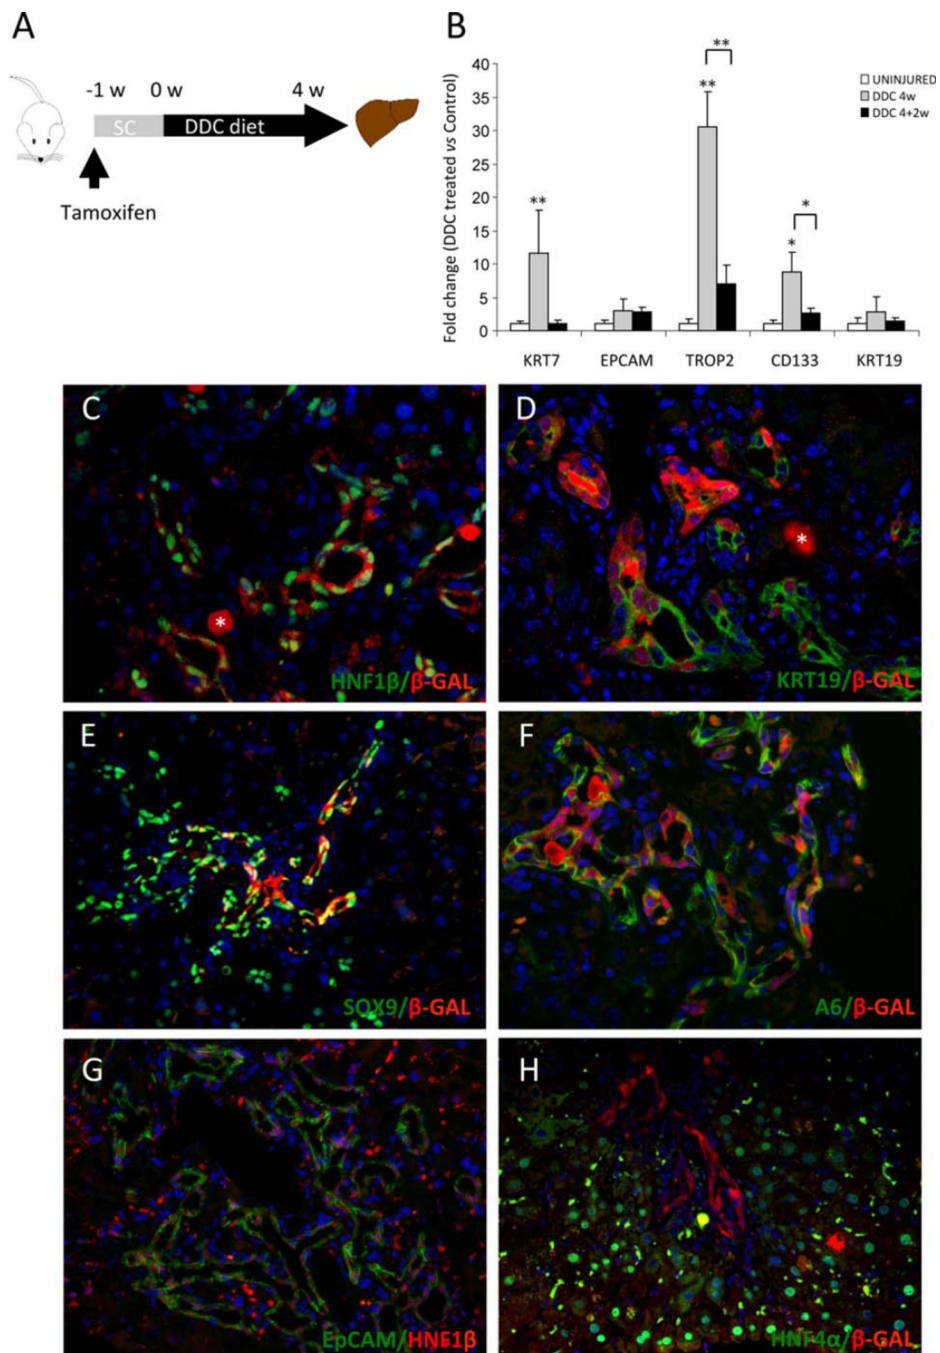 A
-1 w 0 w 4 w
SC DDC diet
Tamoxifen
B
Fold change (DDC treated vs Control)
40
35
30
25
20
15
10
5
0
**
**
**
*
*
UNINJURED
DDC 4w
DDC 4+2w
KRT7 EPCAM TROP2 CD133 KRT19
C
*
HNF1β/β-GAL
D
*
KRT19/β-GAL
E
SOX9/β-GAL
F
A6/β-GAL
G
EpCAM/HNF1β
H
HNF4α/β-GAL